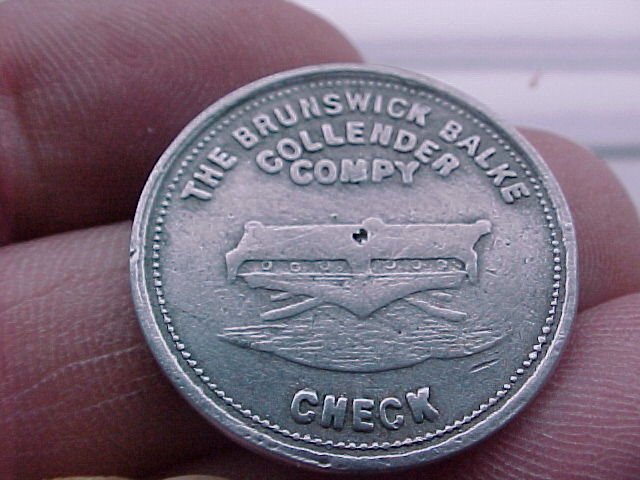 THE BRUNSWICK BALKE
COLLENDER
COMPY
CHECK